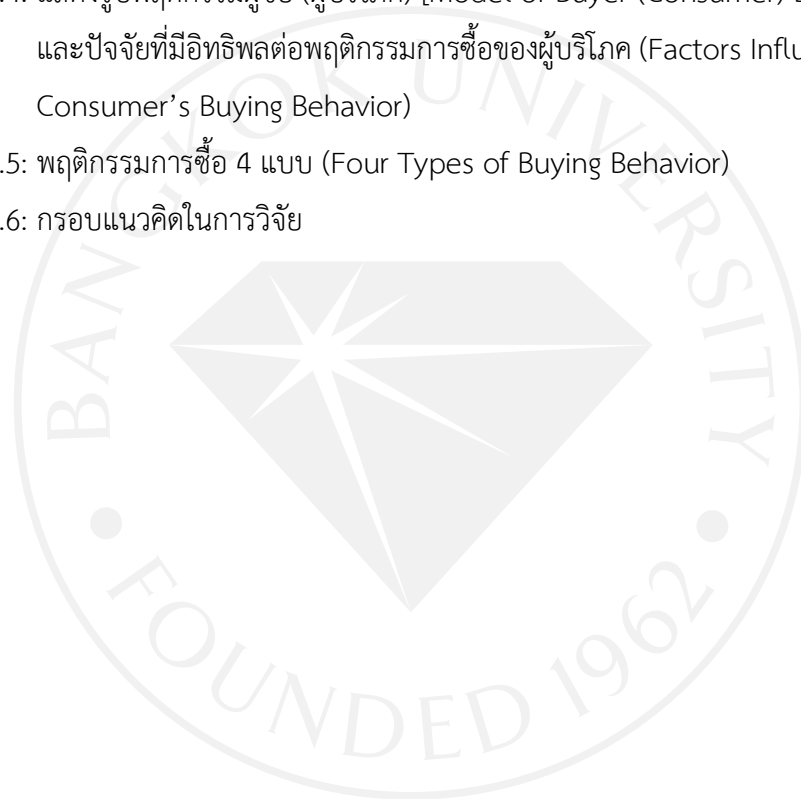 และปัจจัยที่มีอิทธิพลต่อพฤติกรรมการซื้อของผู้บริโภค (Factors Influ
Consumer’s Buying Behavior)
.5: พฤติกรรมการซื้อ 4 แบบ (Four Types of Buying Behavior)
.6: กรอบแนวคิดในการวิจัย
BANGKOK UNIVERSITY
• FOUNDED 1962 •